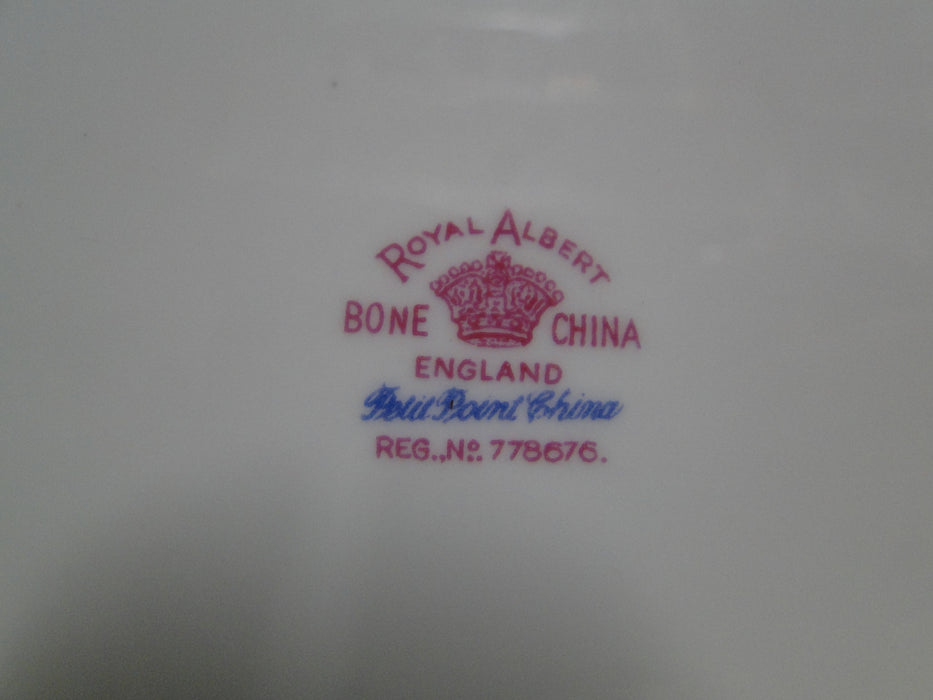 ROYAL ALBERT
BONE CHINA
ENGLAND
Petit Point China
REG., No. 778676.